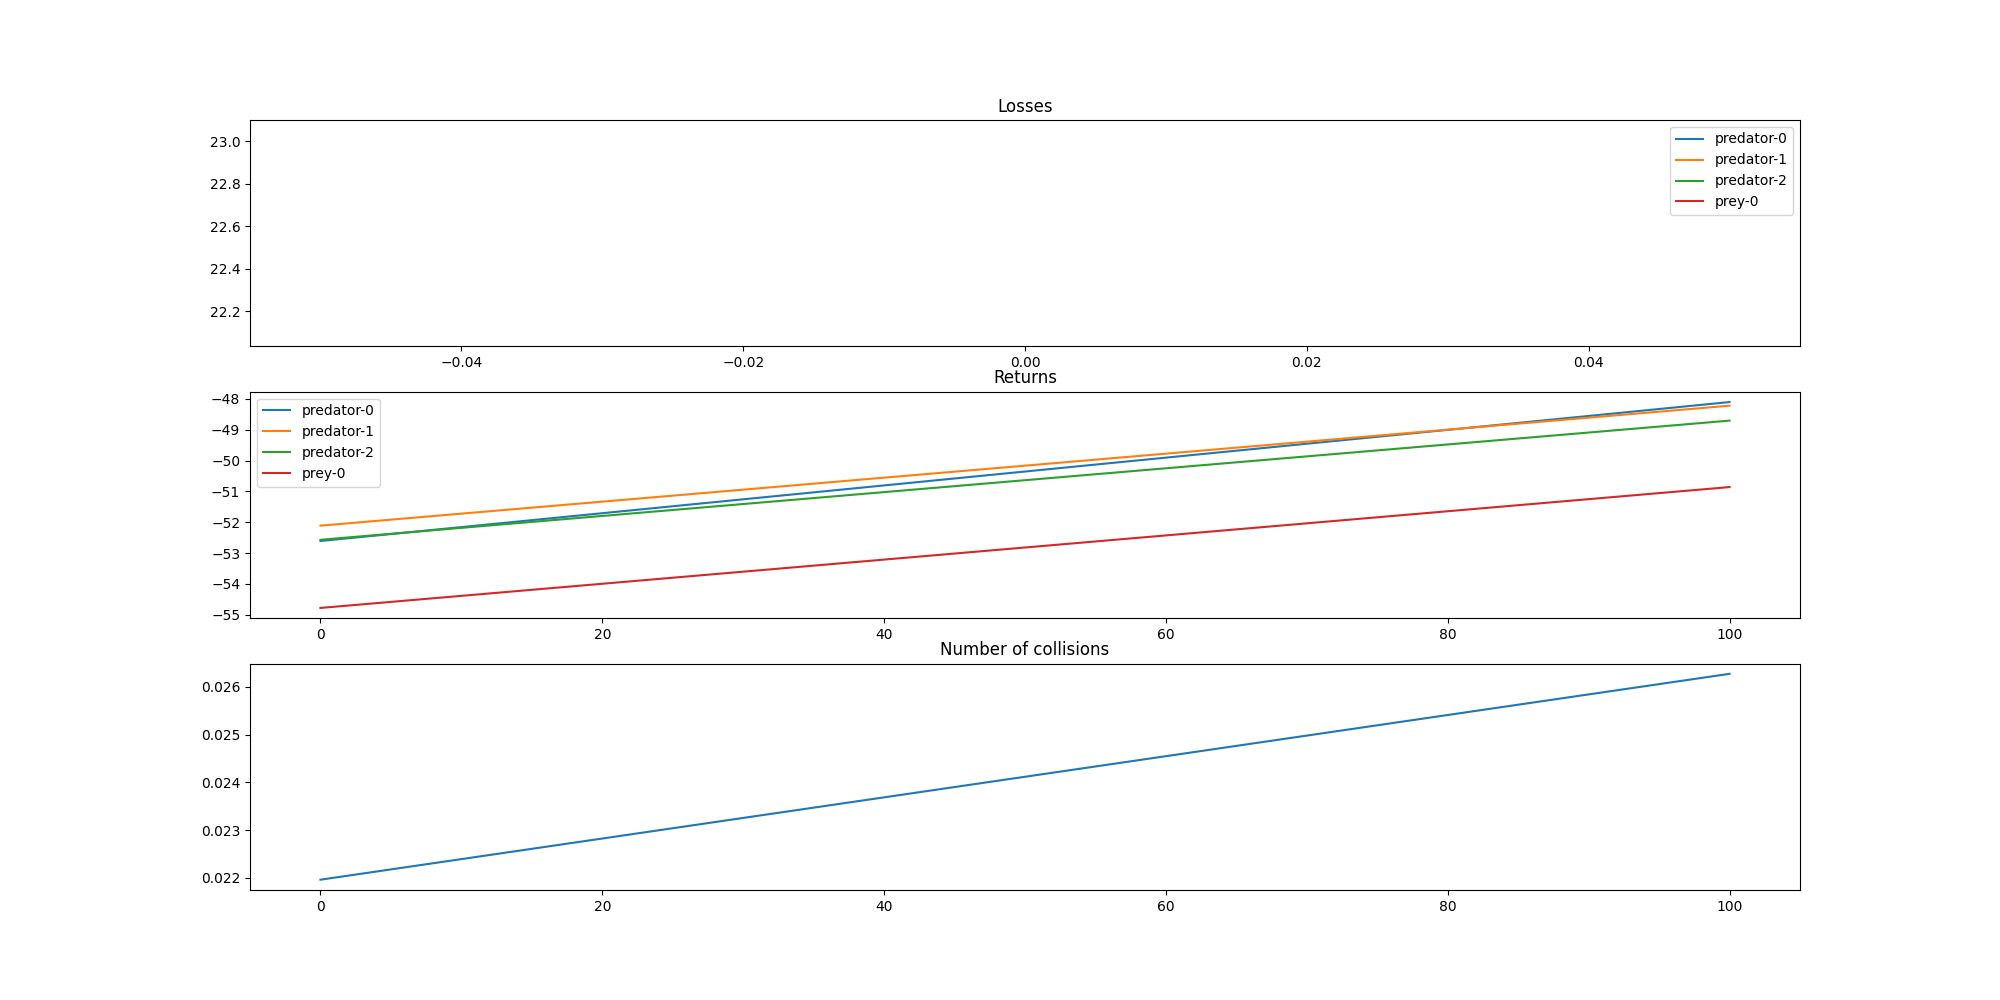 Losses
23.0
22.8
22.6
22.4
22.2
−0.04 −0.02 0.00 0.02 0.04
predator-0
predator-1
predator-2
prey-0
Returns
−48
−49
−50
−51
−52
−53
−54
−55
0 20 40 60 80 100
predator-0
predator-1
predator-2
prey-0
Number of collisions
0.026
0.025
0.024
0.023
0.022
0 20 40 60 80 100